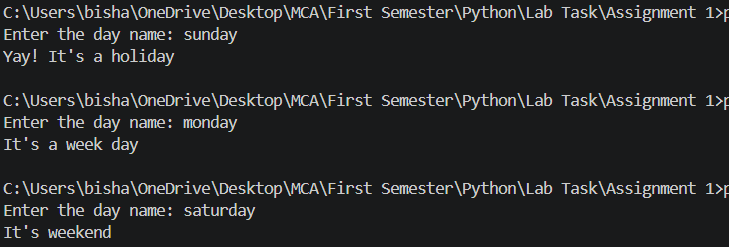 C:\Users\bisha\OneDrive\Desktop\MCA\First Semester\Python\Lab Task\Assignment 1>p
Enter the day name: sunday
Yay! It's a holiday
C:\Users\bisha\OneDrive\Desktop\MCA\First Semester\Python\Lab Task\Assignment 1>p
Enter the day name: monday
It's a week day
C:\Users\bisha\OneDrive\Desktop\MCA\First Semester\Python\Lab Task\Assignment 1>p
Enter the day name: saturday
It's weekend